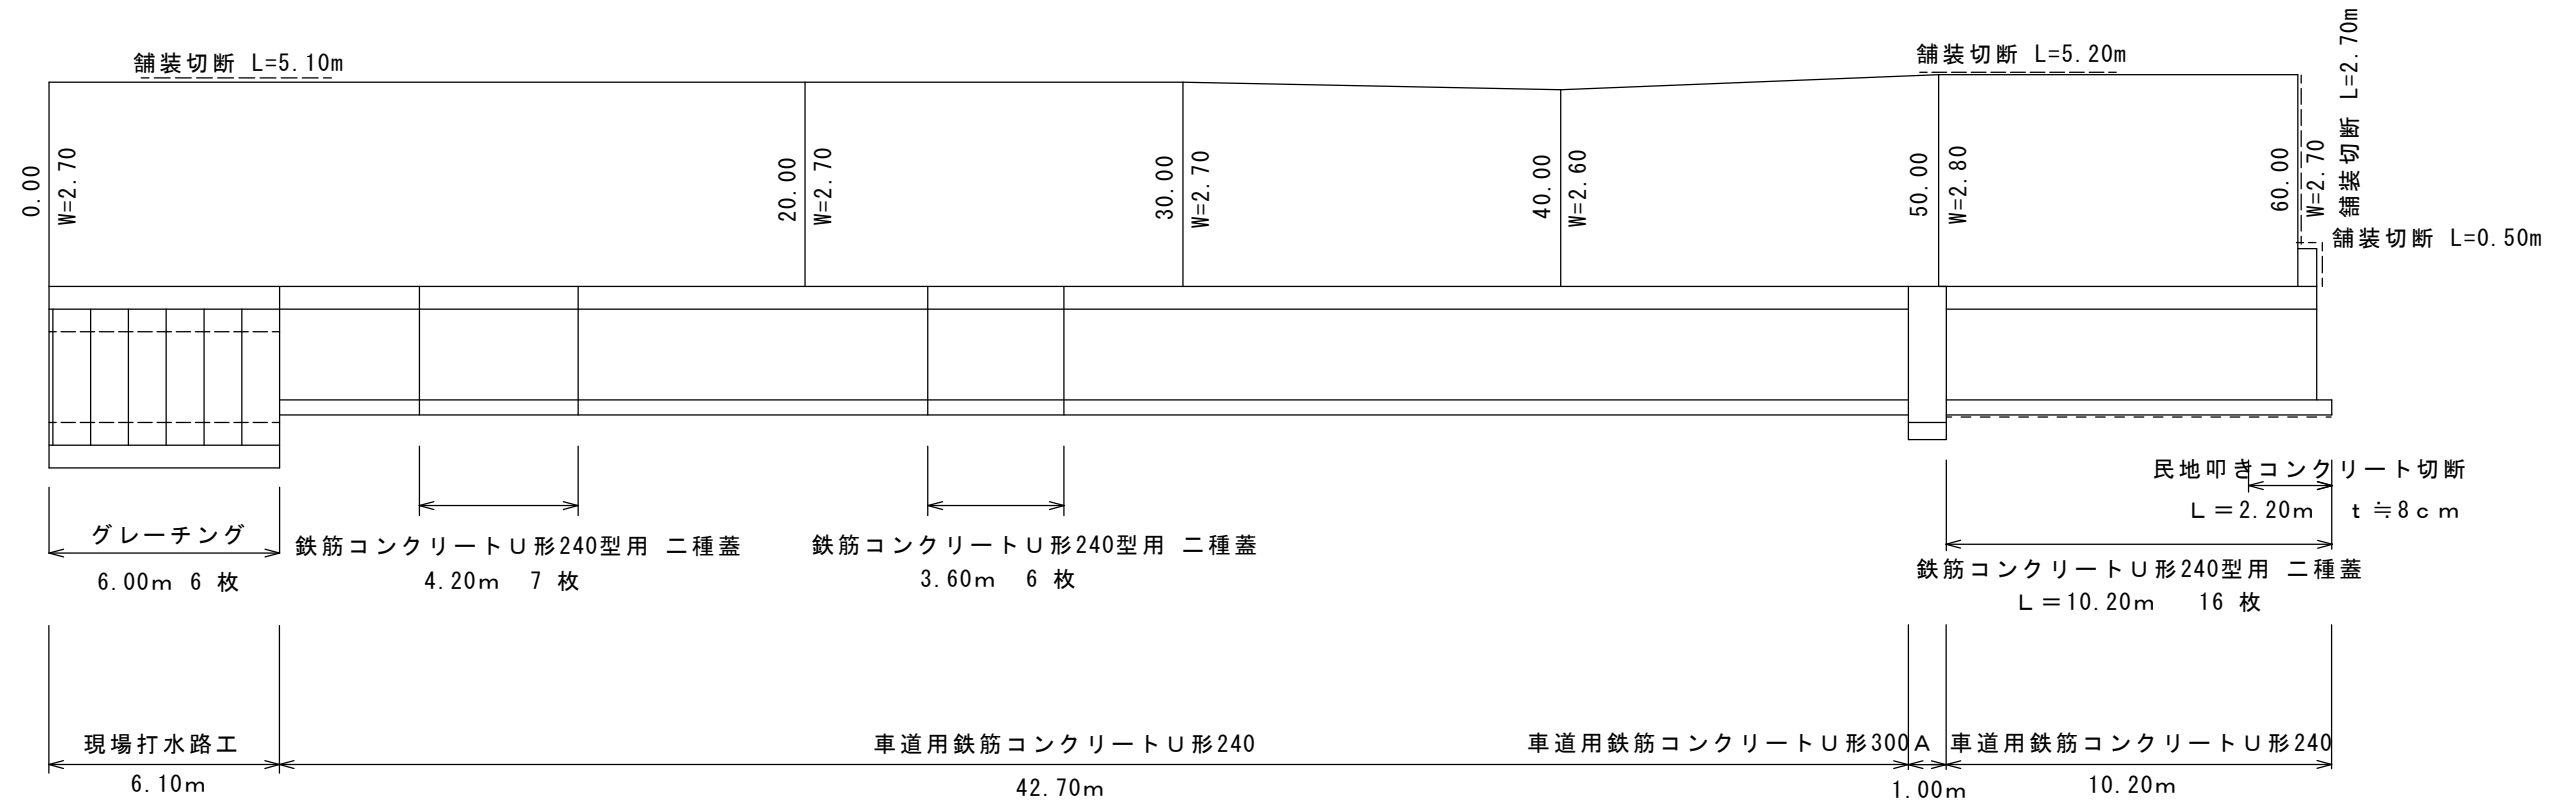 舗装切断 L=5.10m
舗装切断 L=5.20m
舗装切断 L=2.70m
0.00
W=2.70
20.00
W=2.70
30.00
W=2.70
40.00
W=2.60
50.00
W=2.80
60.00
W=2.70
舗装切断 L=0.50m
民地叩きコンクリート切断
L=2.20m t≒8cm
グレーチング
6.00m 6 枚
鉄筋コンクリートU形240型用 二種蓋
4.20m 7 枚
鉄筋コンクリートU形240型用 二種蓋
3.60m 6 枚
鉄筋コンクリートU形240型用 二種蓋
L=10.20m 16 枚
現場打水路工
6.10m
車道用鉄筋コンクリートU形240
42.70m
車道用鉄筋コンクリートU形300A
1.00m
車道用鉄筋コンクリートU形240
10.20m